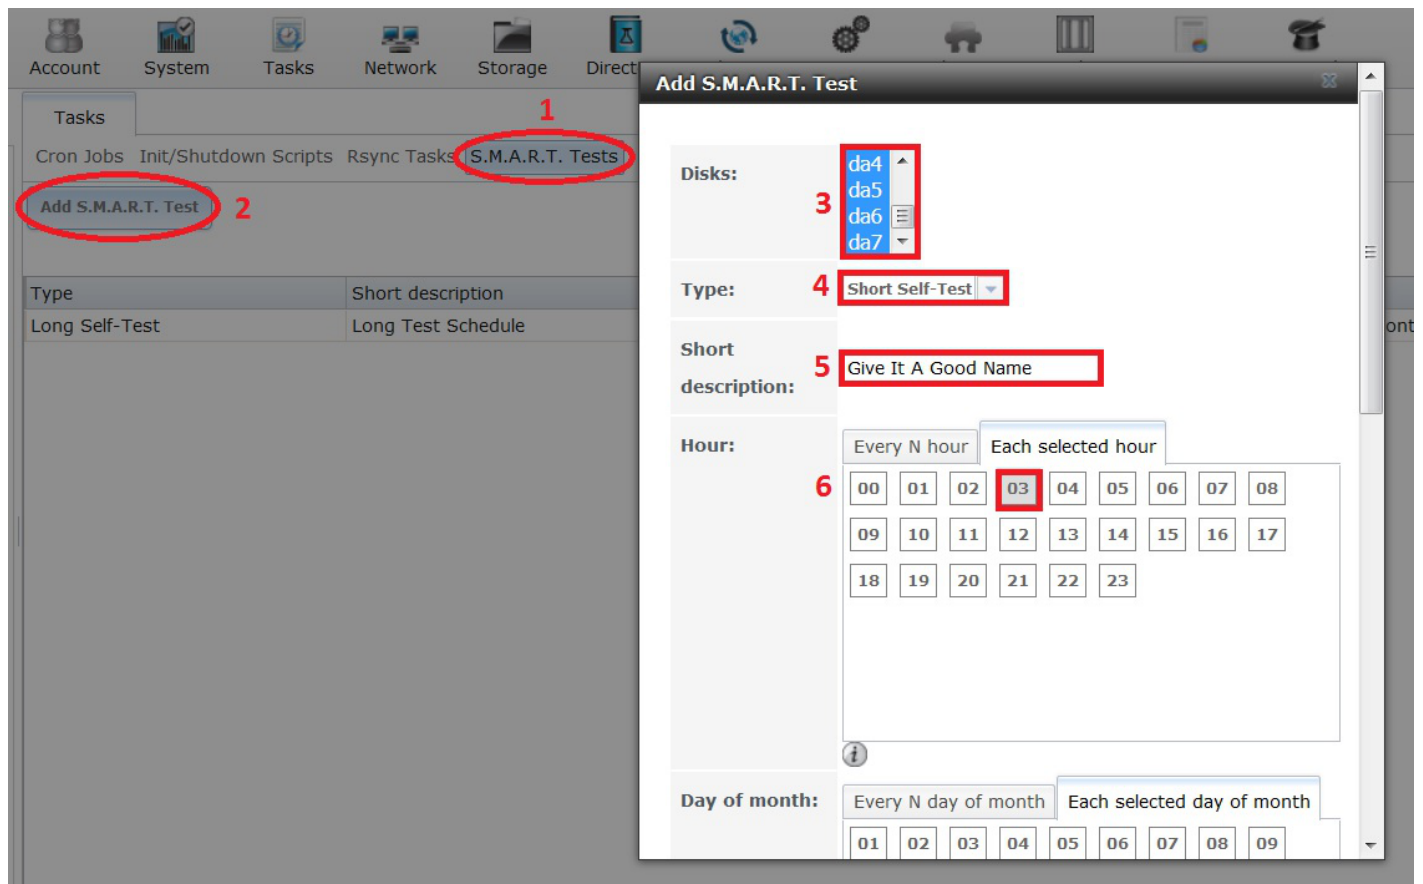 Account System Tasks Network Storage Direct
Add S.M.A.R.T. Test
Tasks
1
Cron Jobs Init/Shutdown Scripts Rsync Tasks S.M.A.R.T. Tests
Add S.M.A.R.T. Test 2
Type Short description
Long Self-Test Long Test Schedule ont
Disks:
3
da4
da5
da6
da7
Type: 4 Short Self-Test
Short
description:
5 Give It A Good Name
Hour: Every N hour Each selected hour
6 00 01 02 03 04 05 06 07 08
09 10 11 12 13 14 15 16 17
18 19 20 21 22 23
i
Day of month: Every N day of month Each selected day of month
01 02 03 04 05 06 07 08 09